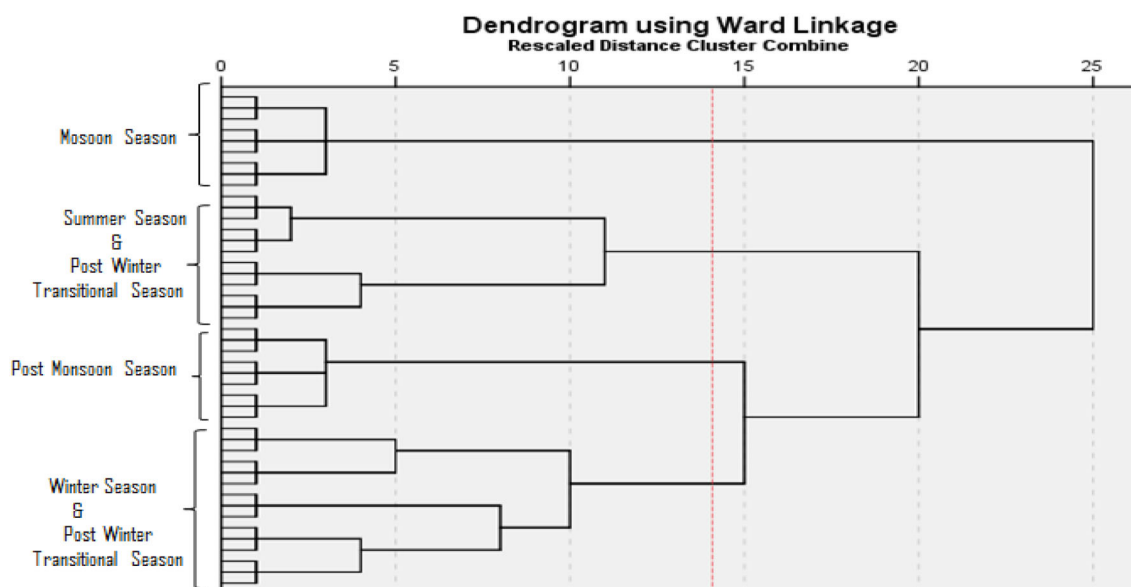 Dendrogram using Ward Linkage
Rescaled Distance Cluster Combine
0 5 10 15 20 25
Mosoon Season
Summer Season
&
Post Winter
Transitional Season
Post Monsoon Season
Winter Season
&
Post Winter
Transitional Season